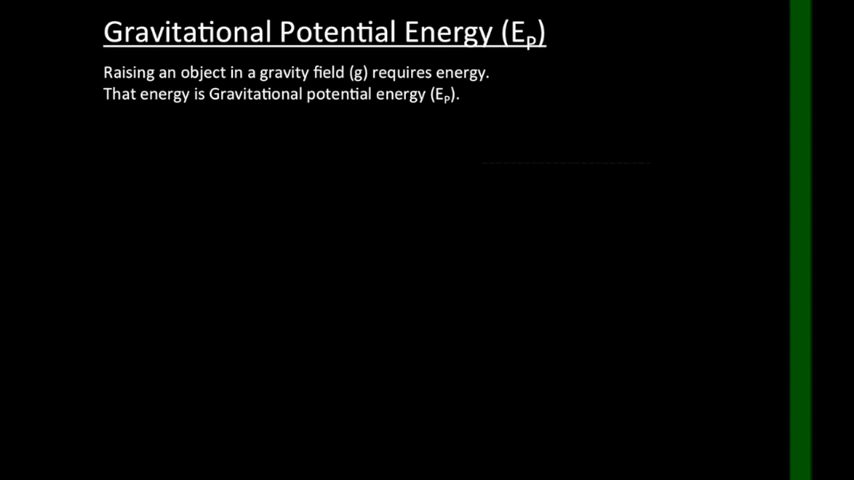 Gravitational Potential Energy (Eₚ)
Raising an object in a gravity field (g) requires energy.
That energy is Gravitational potential energy (Eₚ).